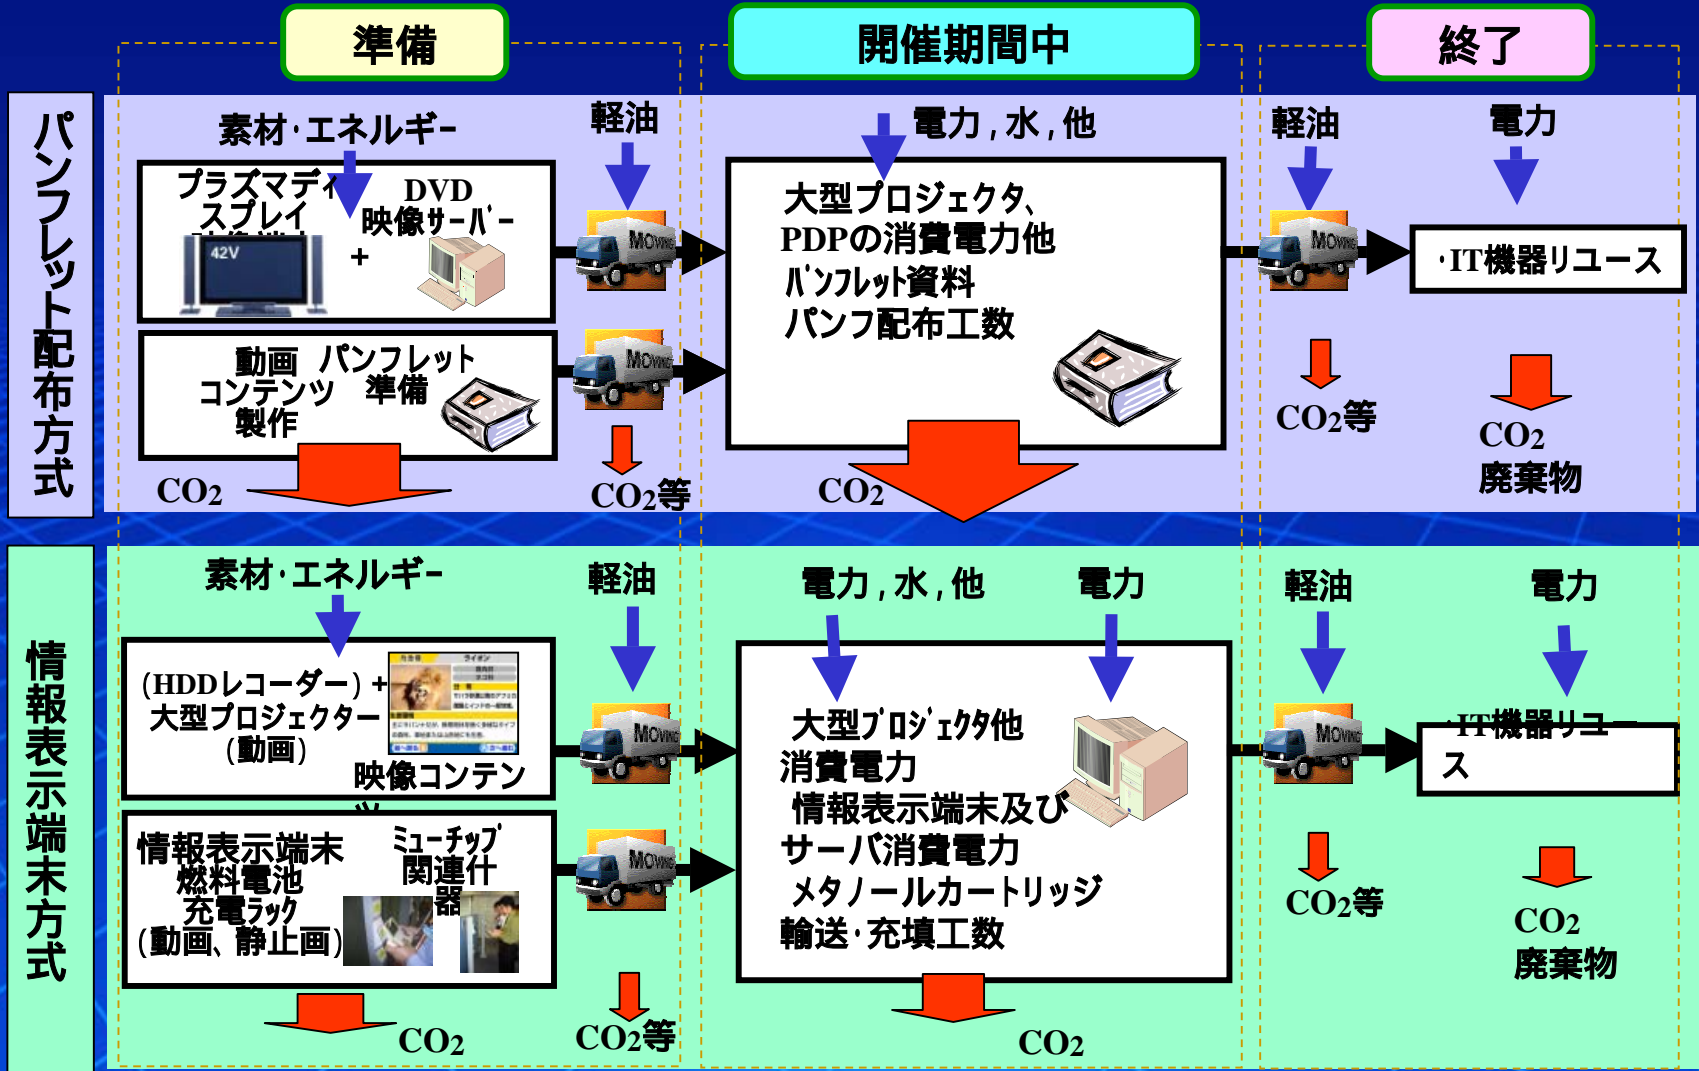 準備
開催期間中
終了
パンフレット配布方式
素材・エネルギー
軽油
電力,水,他
軽油
電力
プラズマディ
スプレイ
42V
+
DVD
映像サーバー
MOVING
動画
コンテンツ
製作
パンフレット
準備
MOVING
大型プロジェクタ、
PDPの消費電力他
パンフレット資料
パンフ配布工数
MOVING
・IT機器リユース
CO2
CO2等
CO2
CO2等
CO2
廃棄物
情報表示端末方式
素材・エネルギー
軽油
電力,水,他
電力
軽油
電力
(HDDレコーダー)+
大型プロジェクター
(動画)
ライオン
映像コンテン
ツ
MOVING
情報表示端末
燃料電池
充電ラック
(動画、静止画)
ミューチップ
関連什
器
MOVING
大型プロジェクタ他
消費電力
情報表示端末及び
サーバ消費電力
メタノールカートリッジ
輸送・充填工数
MOVING
・IT機器リユー
ス
CO2
CO2等
CO2
CO2等
CO2
廃棄物